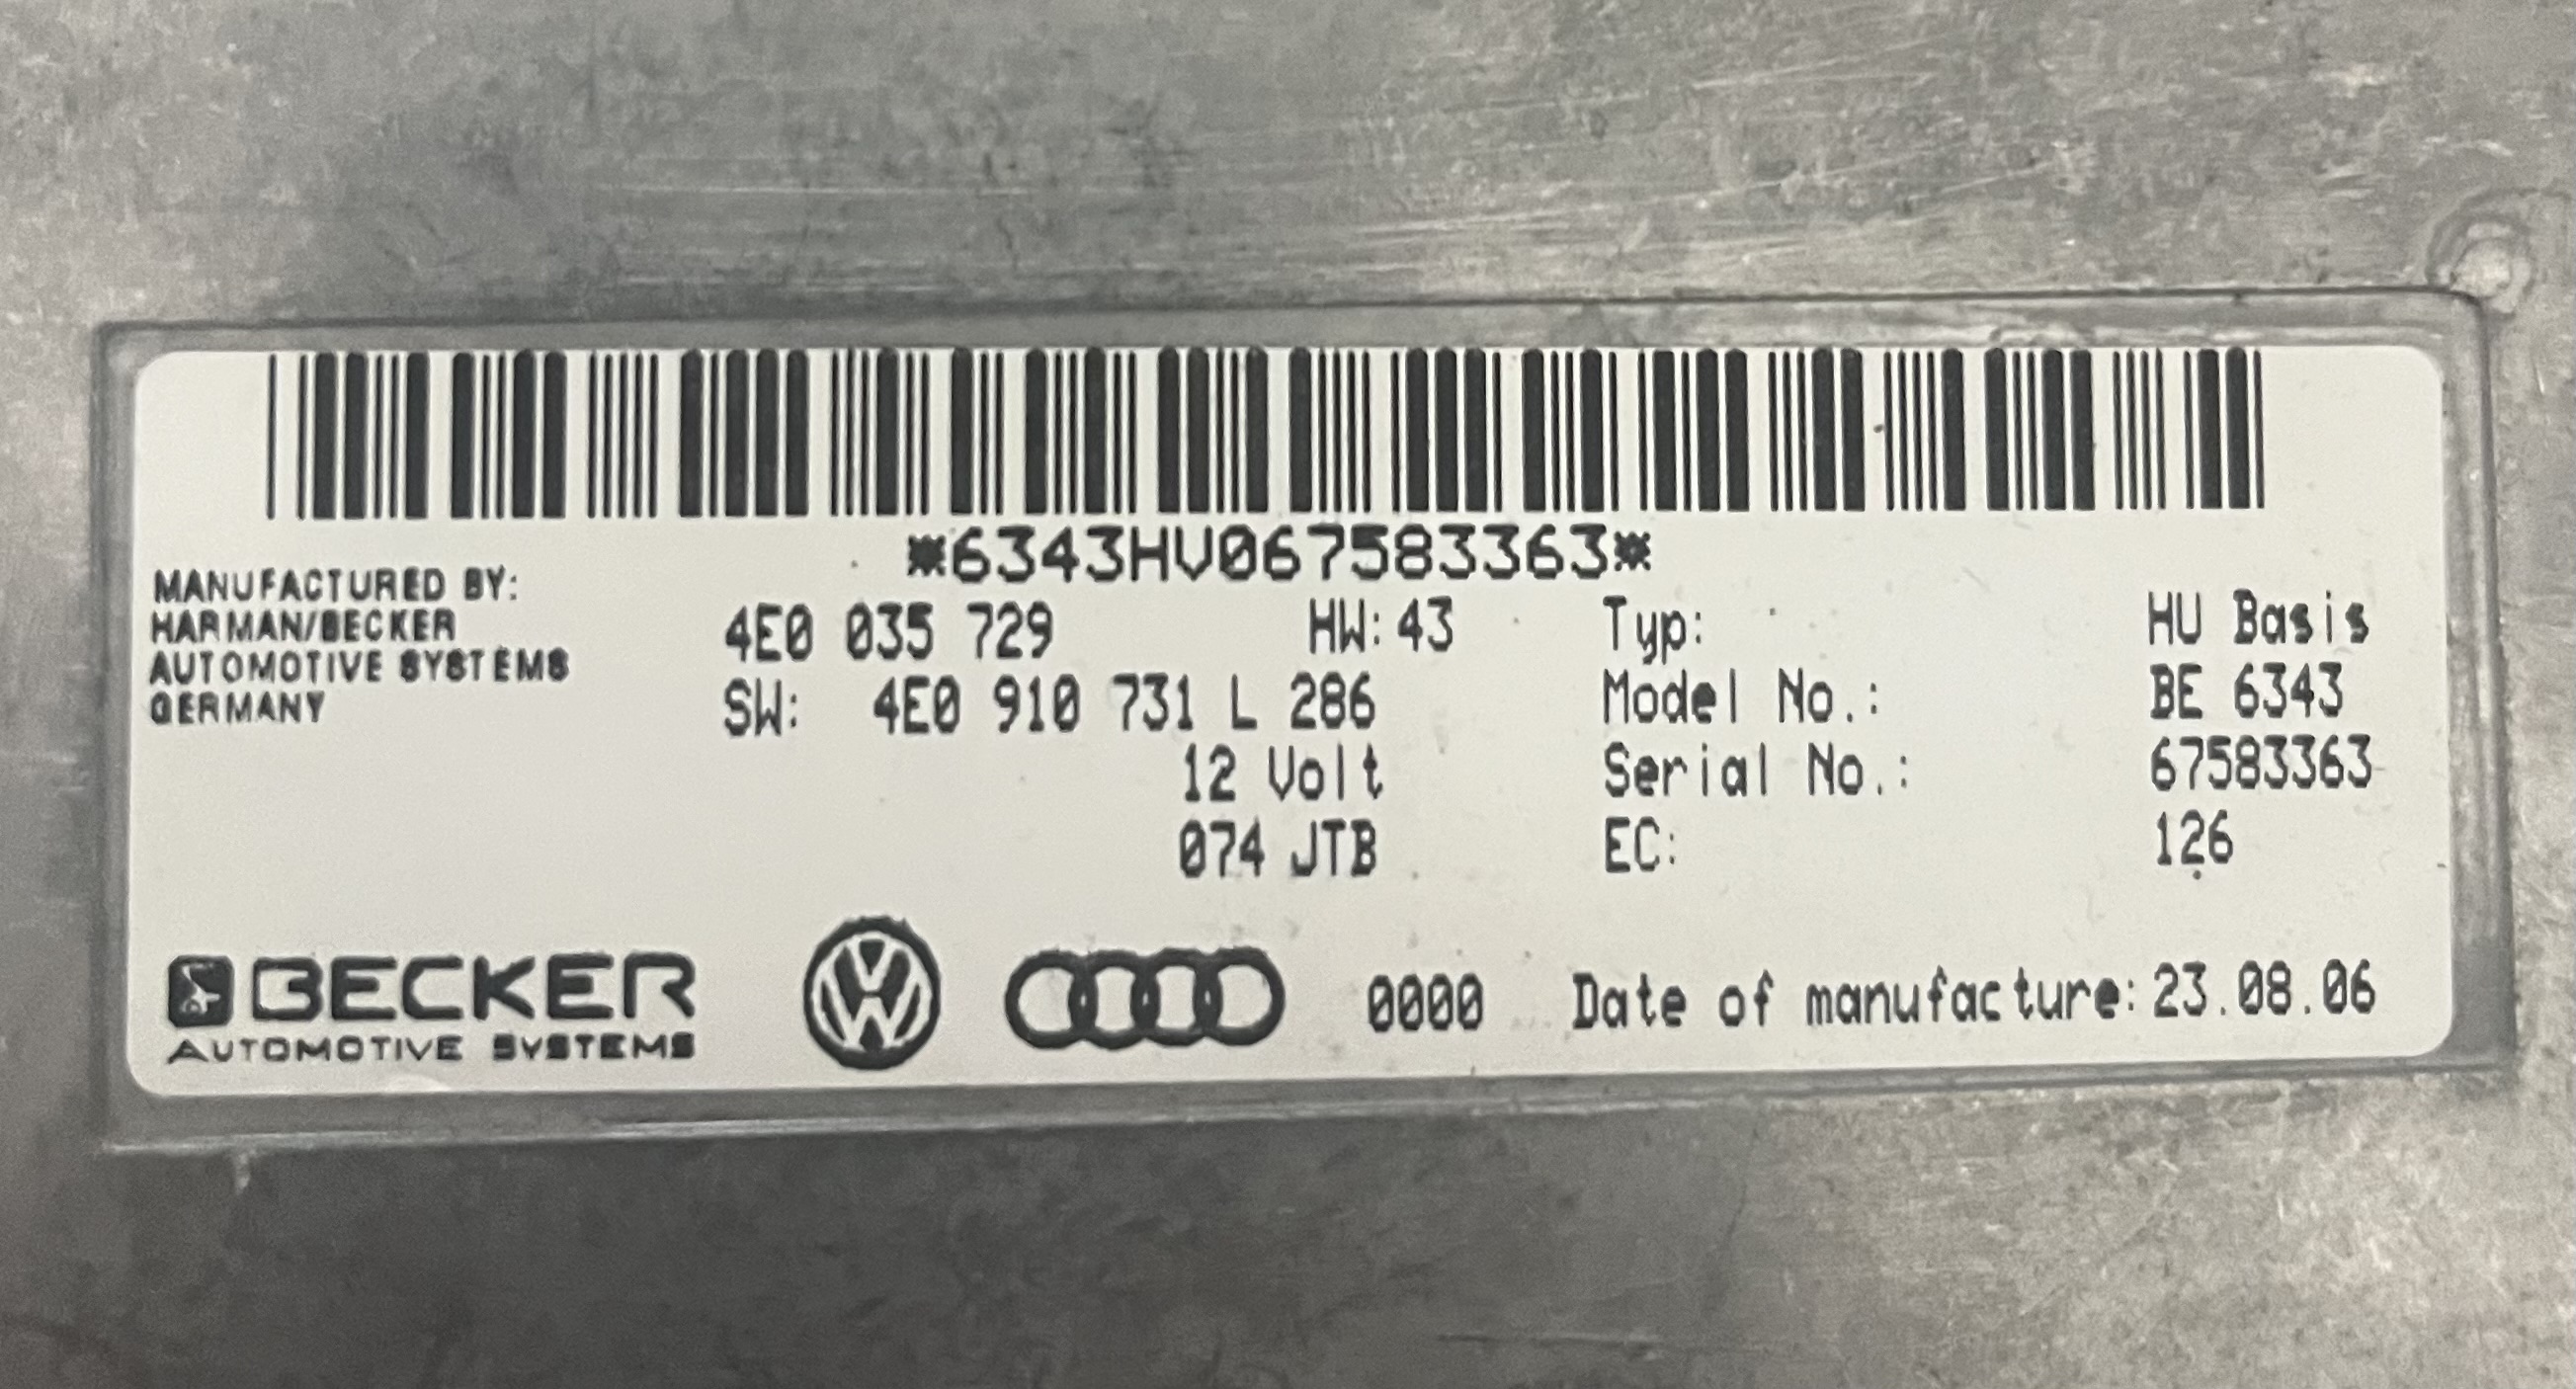 *6343HV067583363*
MANUFACTURED BY:
HARMAN/BECKER
AUTOMOTIVE SYSTEMS
GERMANY
4E0 035 729 HW: 43
SW: 4E0 910 731 L 286
12 Volt
074 JTB
Typ: HU Basis
Model No.: BE 6343
Serial No.: 67583363
EC: 126
BECKER
AUTOMOTIVE SYSTEMS
0000 Date of manufacture: 23.08.06